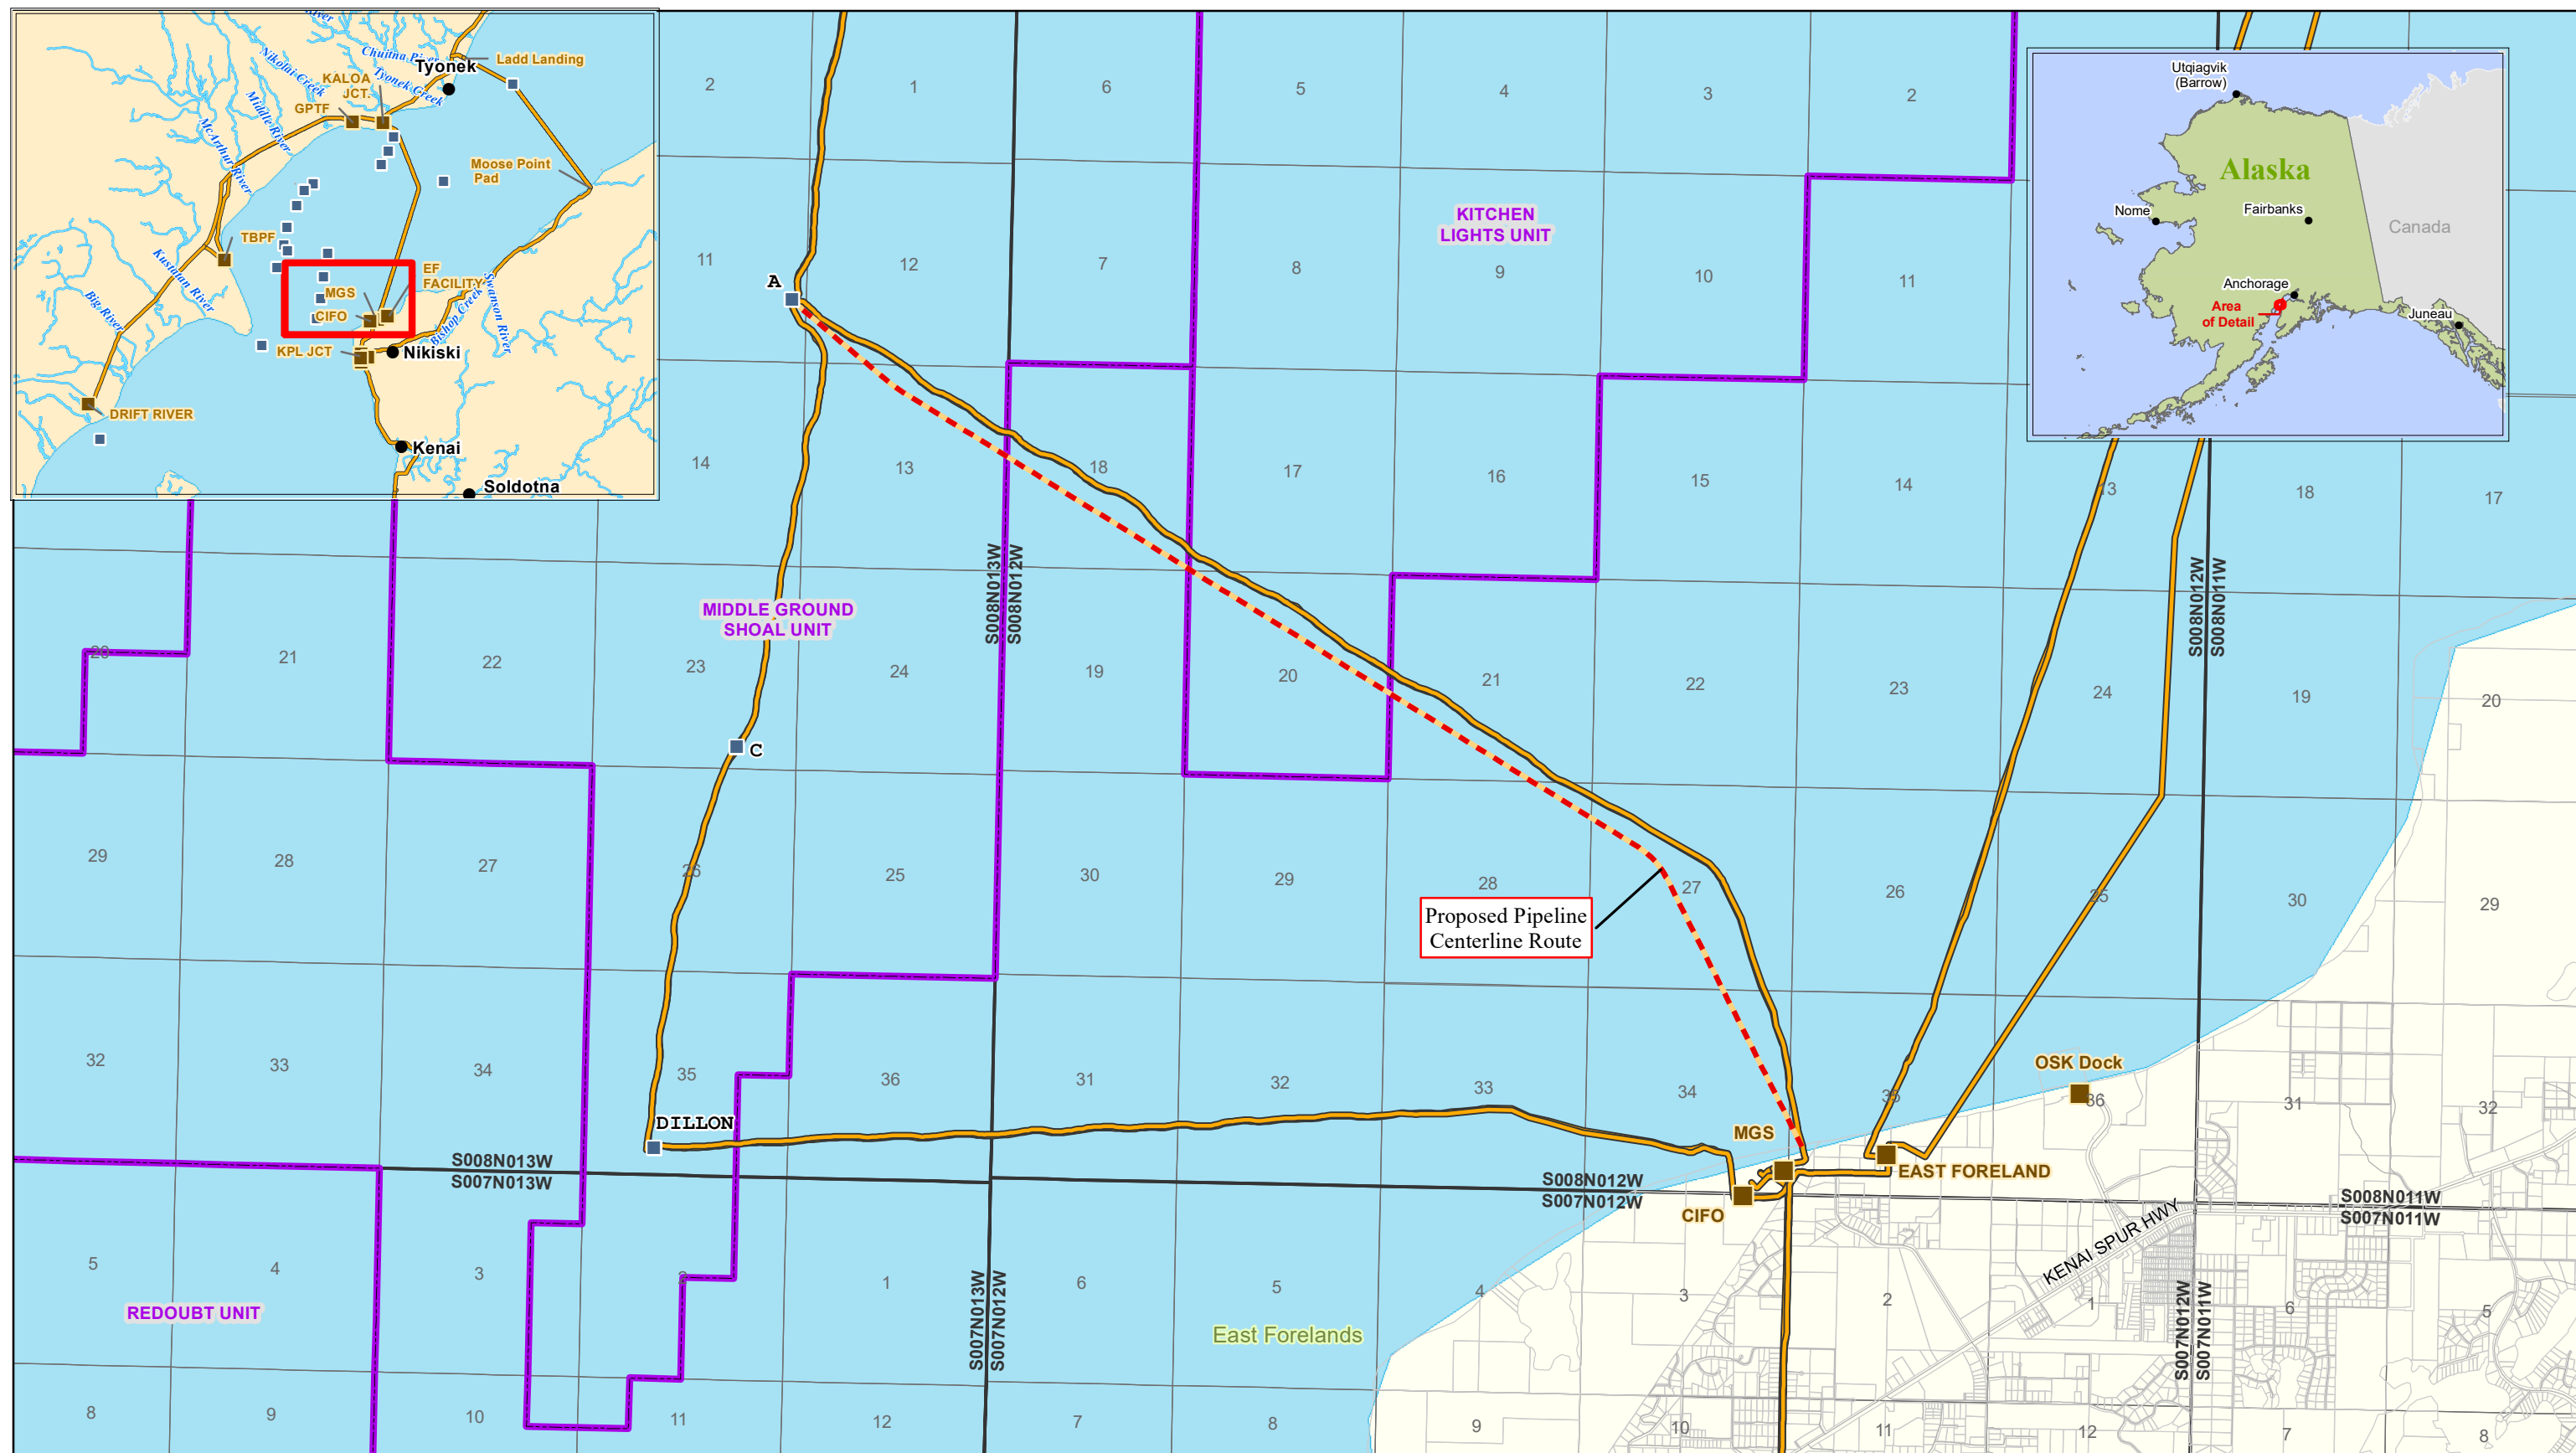 River
Chuitna River
Ladd Landing
Nikolai Creek
Tyonek
KALOA
JCT.
Tyonek Creek
GPTF
Middle River
McArthur River
Moose Point
Pad
TBPF
Kustatan River
EF
FACILITY
MGS
Swanson River
Big River
CIFO
Bishop Creek
KPL JCT
Nikiski
DRIFT RIVER
Kenai
Soldotna
Utqiagvik
(Barrow)
Alaska
Nome
Fairbanks
Canada
Anchorage
Area
of Detail
Juneau
2
1
6
5
4
3
2
KITCHEN
LIGHTS UNIT
11
12
7
8
9
10
11
A
14
13
18
17
16
15
14
13
18
17
S008N013W
S008N012W
S008N012W
S008N011W
MIDDLE GROUND
SHOAL UNIT
20
21
22
23
24
19
20
21
22
23
24
19
20
C
29
28
27
26
25
30
29
28
27
26
25
30
29
Proposed Pipeline
Centerline Route
32
33
34
35
36
31
32
33
34
35
36
31
32
OSK Dock
DILLON
MGS
EAST FORELAND
CIFO
S008N013W
S007N013W
S008N012W
S007N012W
S008N011W
S007N011W
KENAI SPUR HWY
5
4
3
2
1
6
5
4
3
2
1
6
5
REDOUBT UNIT
S007N013W
S007N012W
East Forelands
S007N012W
S007N011W
8
9
10
11
12
7
8
9
10
11
12
7
8